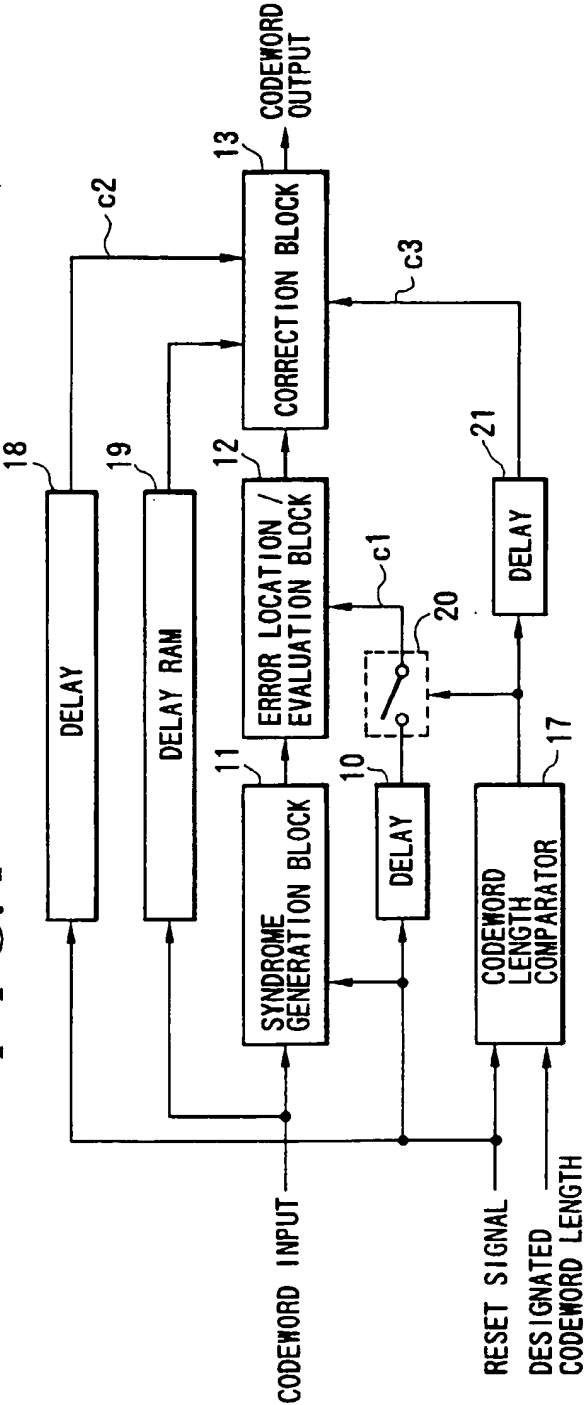 18
DELAY
c2
19
DELAY RAM
CODEWORD INPUT
11
SYNDROME
GENERATION BLOCK
12
ERROR LOCATION /
EVALUATION BLOCK
13
CORRECTION BLOCK
CODEWORD
OUTPUT
10
DELAY
c1
20
c3
RESET SIGNAL
DESIGNATED
CODEWORD LENGTH
CODEWORD
LENGTH
COMPARATOR
17
21
DELAY